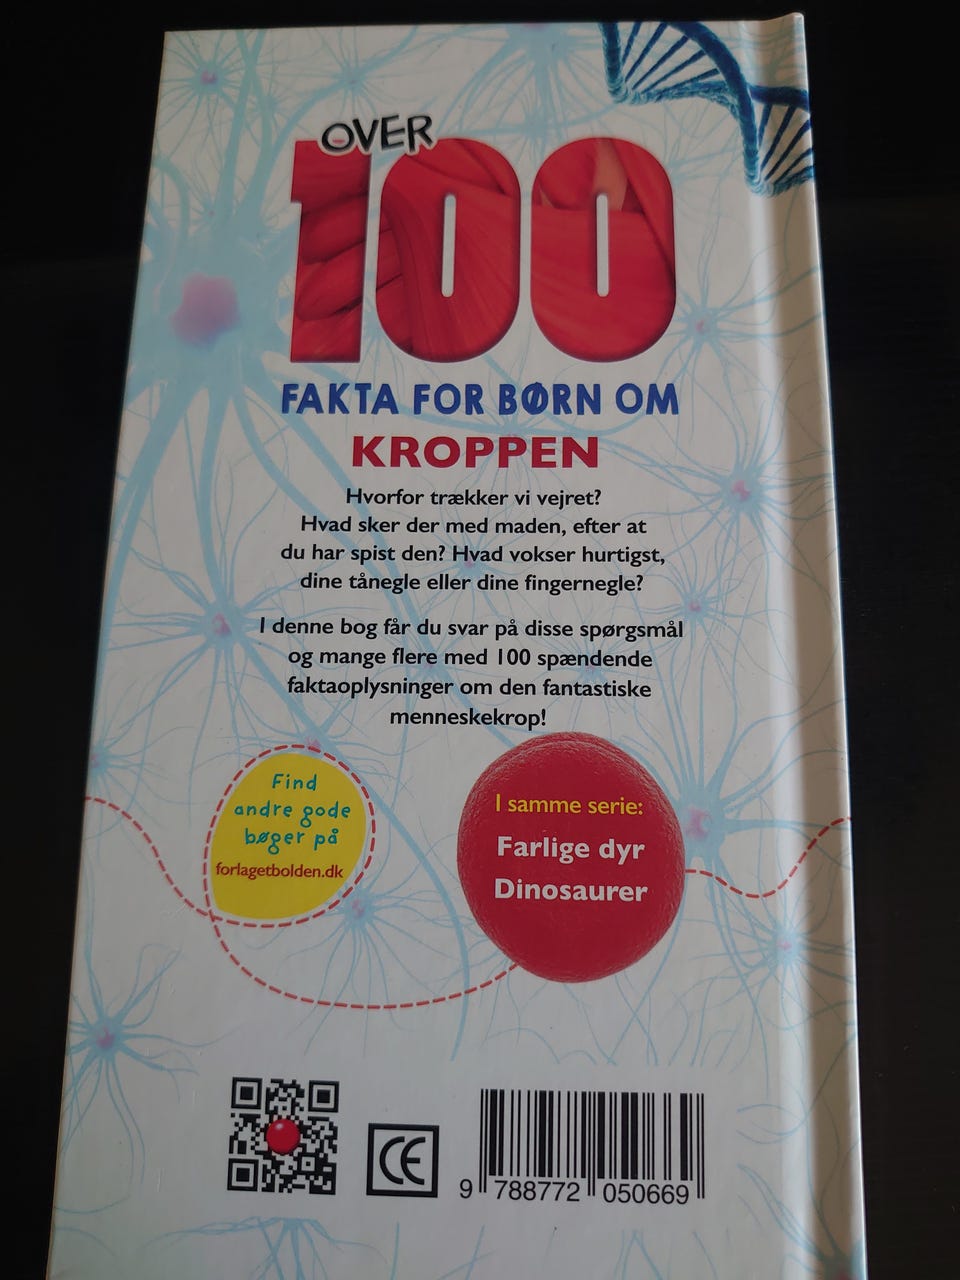 OVER
100
FAKTA FOR BØRN OM
KROPPEN
Hvorfor trækker vi vejret?
Hvad sker der med maden, efter at
du har spist den? Hvad vokser hurtigst,
dine tånegle eller dine fingernegle?
I denne bog får du svar på disse spørgsmål
og mange flere med 100 spændende
faktaoplysninger om den fantastiske
menneskekrop!
Find
andre gode
bøger på
forlagetbolden.dk
I samme serie:
Farlige dyr
Dinosaurer
CE
9 788772 050669